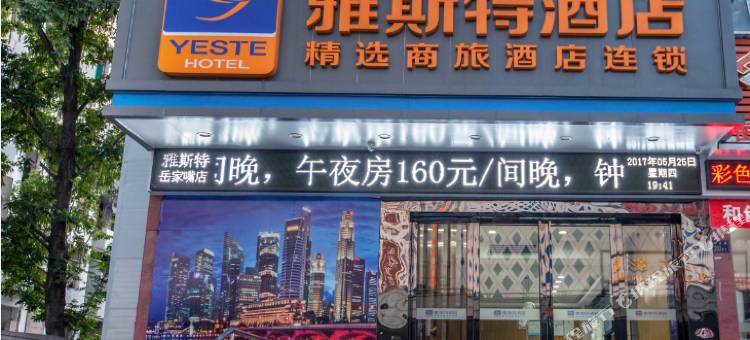 YESTE
HOTEL
雅斯特酒店
精选商旅酒店连锁
雅斯特
岳家嘴店
间晚，午夜房160元/间晚，钟
2017年05月25日
星期四
19:41
彩色